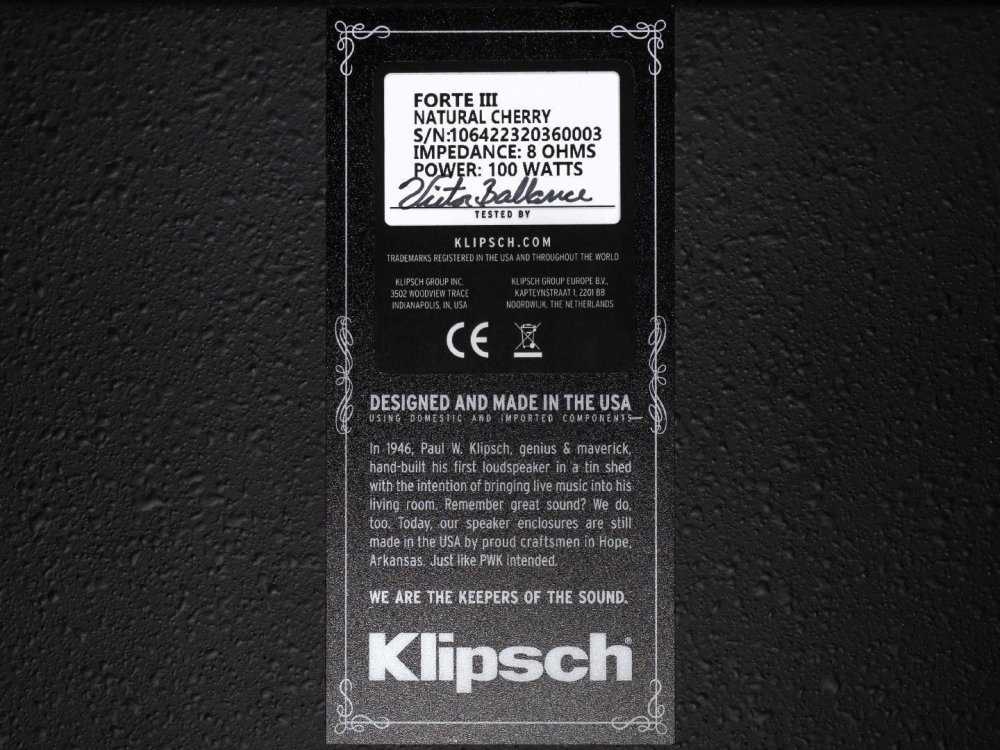 FORTE III
NATURAL CHERRY
S/N:106422320360003
IMPEDANCE: 8 OHMS
POWER: 100 WATTS
Victor Ballance
TESTED BY
KLIPSCH.COM
TRADEMARKS REGISTERED IN THE USA AND THROUGHOUT THE WORLD
KLIPSCH GROUP INC.
3502 WOODVIEW TRACE
INDIANAPOLIS, IN, USA
KLIPSCH GROUP EUROPE B.V.,
KAPTEYNSTRAAT 1, 2201 BB
NOORDWIJK, THE NETHERLANDS
CE
DESIGNED AND MADE IN THE USA
USING DOMESTIC AND IMPORTED COMPONENTS
In 1946, Paul W. Klipsch, genius & maverick,
hand-built his first loudspeaker in a tin shed
with the intention of bringing live music into his
living room. Remember great sound? We do,
too. Today, our speaker enclosures are still
made in the USA by proud craftsmen in Hope,
Arkansas. Just like PWK intended.
WE ARE THE KEEPERS OF THE SOUND.
Klipsch®